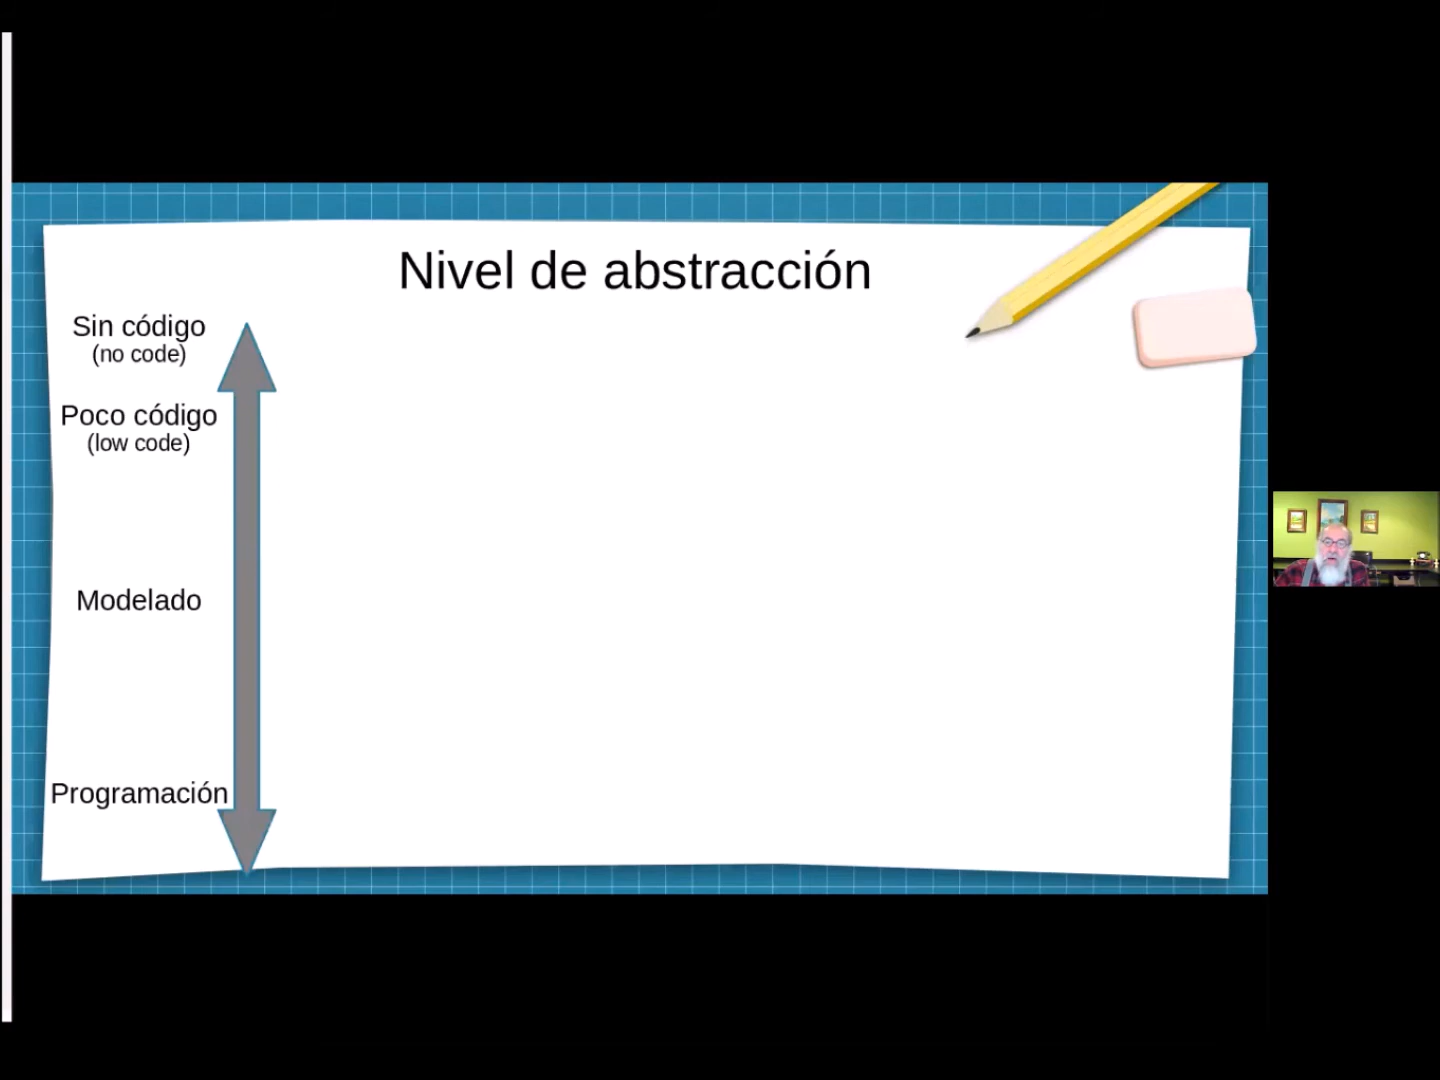 Nivel de abstracción
Sin código
(no code)
Poco código
(low code)
Modelado
Programación